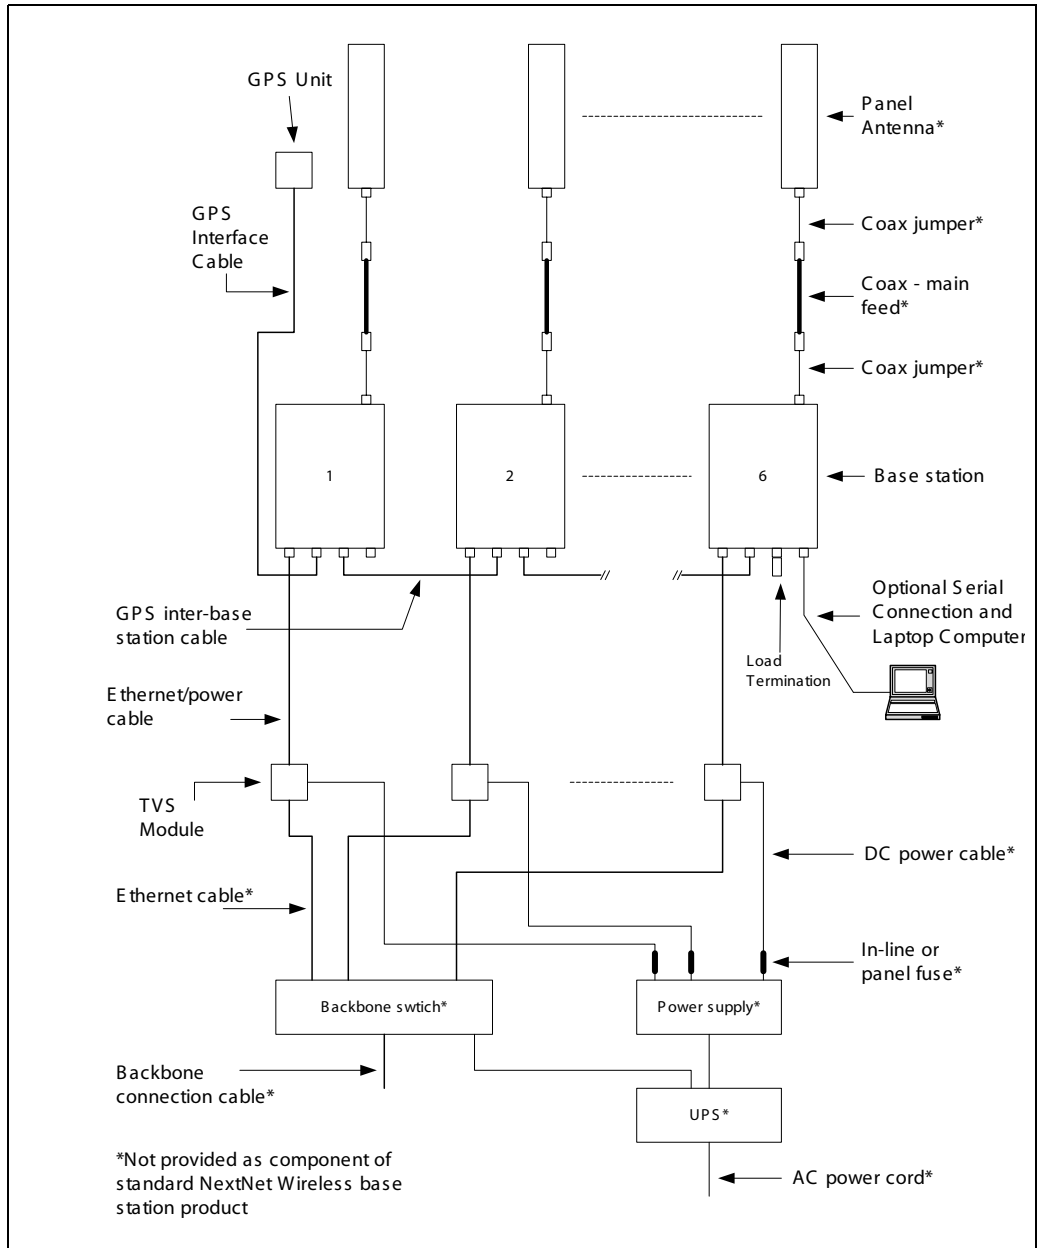 GPS Unit
Panel
Antenna*
GPS
Interface
Cable
Coax jumper*
Coax - main
feed*
Coax jumper*
1
2
6
Base station
GPS inter-base
station cable
Optional Serial
Connection and
Laptop Computer
Load
Termination
Ethernet/power
cable
TVS
Module
DC power cable*
Ethernet cable*
In-line or
panel fuse*
Backbone swtich*
Power supply*
Backbone
connection cable*
UPS*
*Not provided as component of
standard NextNet Wireless base
station product
AC power cord*